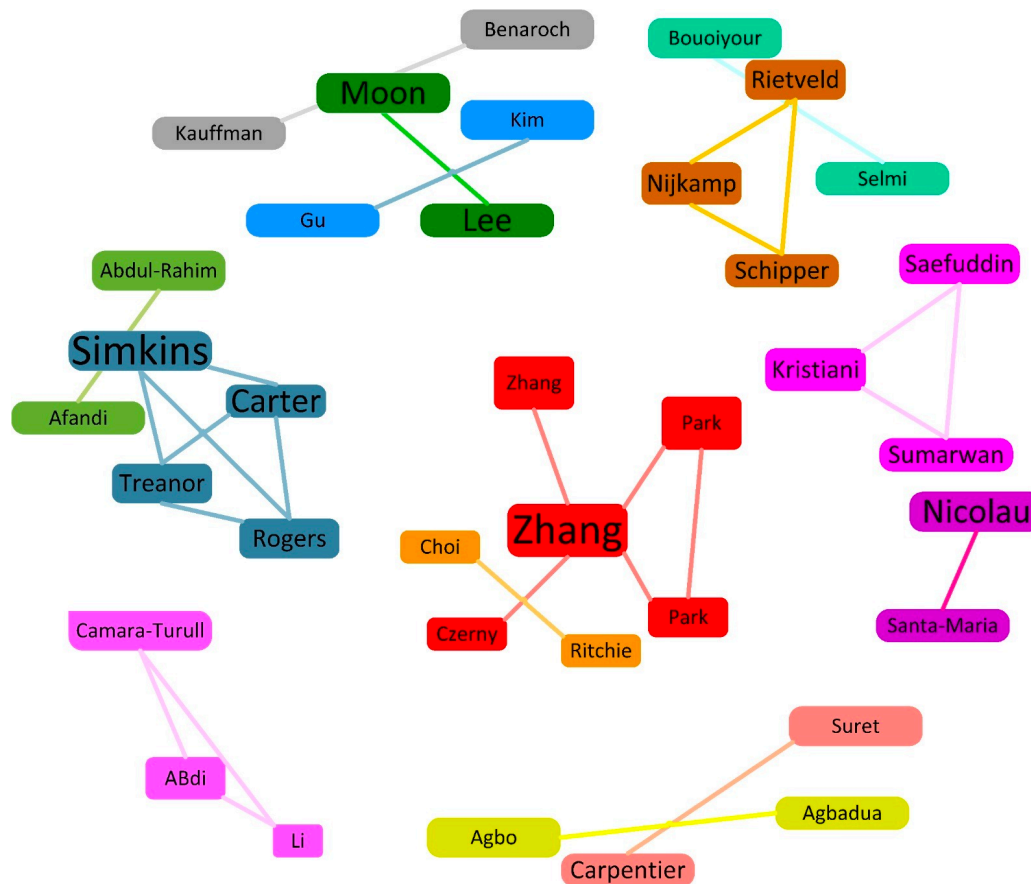 Benaroch
Bouoiyour
Rietveld
Moon
Kim
Kauffman
Nijkamp
Selmi
Gu
Lee
Schipper
Saefuddin
Abdul-Rahim
Simkins
Kristiani
Zhang
Carter
Afandi
Park
Sumarwan
Treanor
Nicolau
Zhang
Rogers
Choi
Park
Santa-Maria
Czerny
Camara-Turull
Ritchie
Suret
ABdi
Agbadua
Agbo
Li
Carpentier